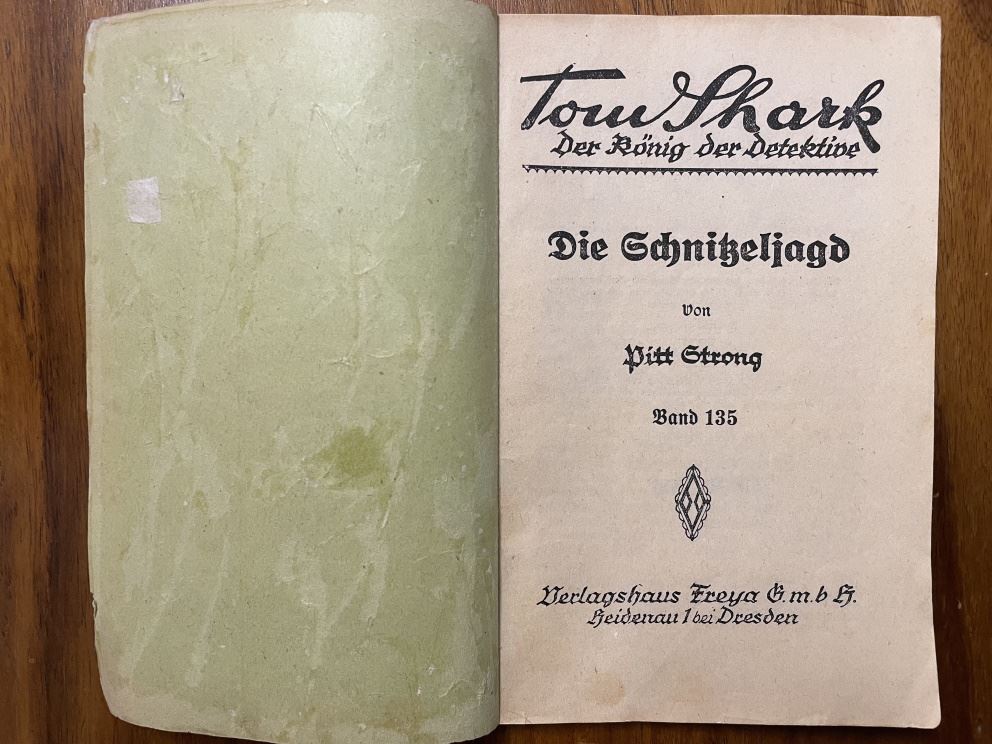 Tom Shark
Der König der Detektive
Die Schnitzeljagd
von
Pitt Strong
Band 135
Verlagshaus Freya G.m.b H.
Heidenau 1 bei Dresden